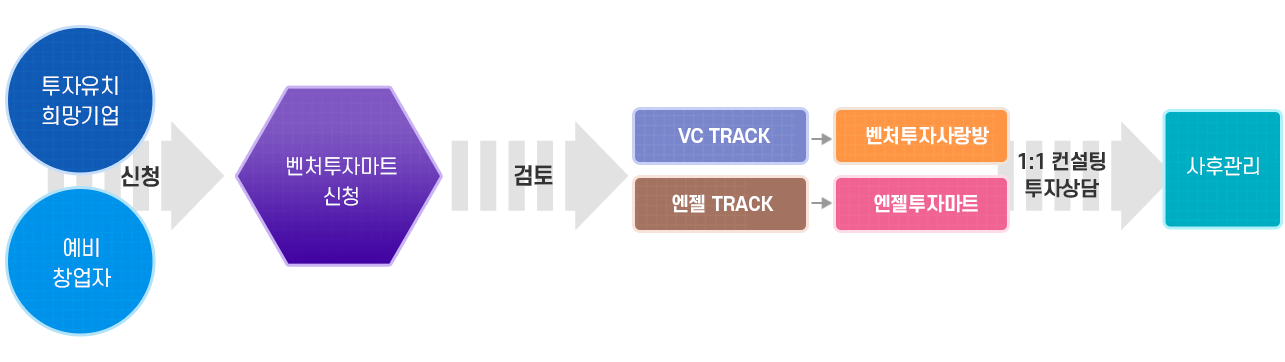 투자유치
희망기업
예비
창업자
신청
벤처투자마트
신청
검토
VC TRACK
벤처투자사랑방
엔젤 TRACK
엔젤투자마트
1:1 컨설팅
투자상담
사후관리